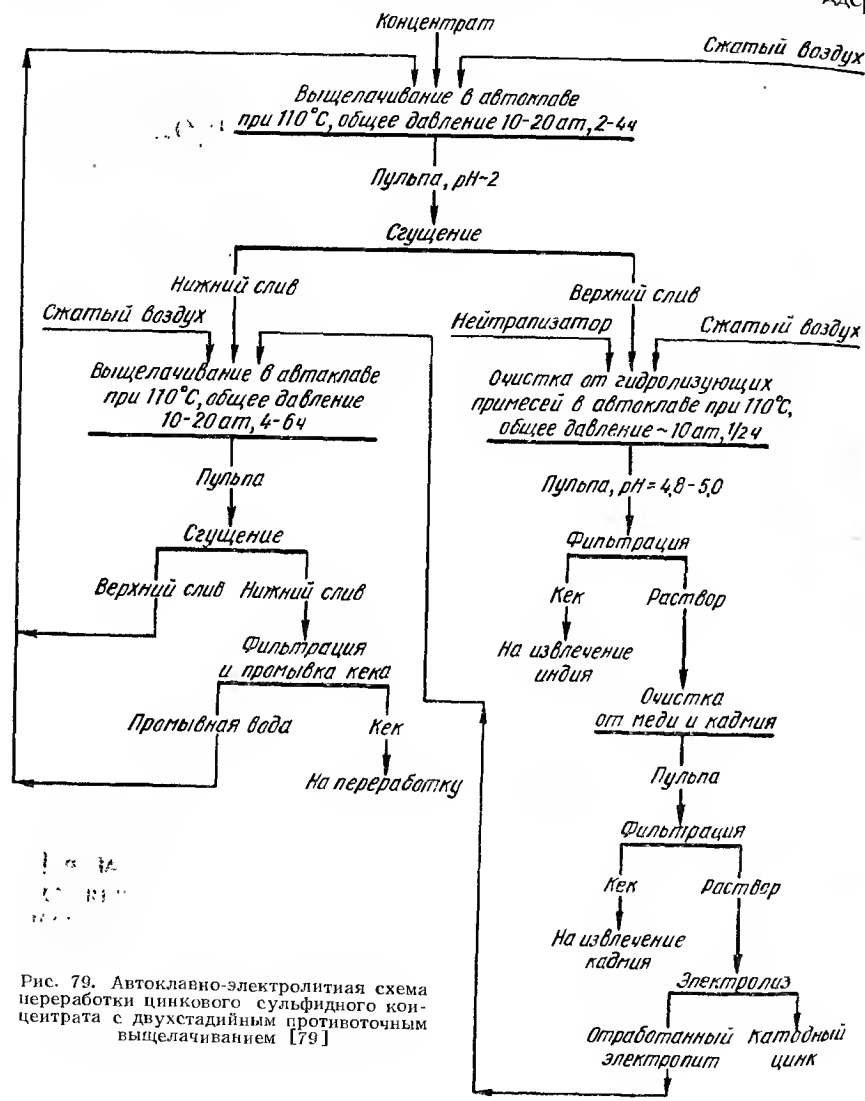 Концентрат
Сжатый воздух
Выщелачивание в автоклаве
при 110°С, общее давление 10-20 ат, 2-4ч
Пульпа, рН~2
Сгущение
Нижний слив
Верхний слив
Сжатый воздух
Нейтрапизатор
Сжатый воздух
Выщелачивание в автаклаве
при 110°С, общее давление
10-20 ат, 4-6ч
Очистка от гидролизующих
примесей в автоклаве при 110°С,
общее давление ~10 ат, 1/2 ч
Пульпа
Пульпа, рН = 4,8-5,0
Сгущение
Фильтрация
Верхний слив
Нижний слив
Кек
Раствор
Фильтрация
и промывка кека
На извлечение
индия
Промывная вода
Кек
Очистка
от меди и кадмия
На переработку
Пульпа
Фильтрация
Кек
Раствор
На извлечение
кадмия
Электролиз
Отработанный
электропит
Катодный
цинк
Рис. 79. Автоклавно-электролитная схема
переработки цинкового сульфидного кон-
центрата с двухстадийным противоточным
выщелачиванием [79]